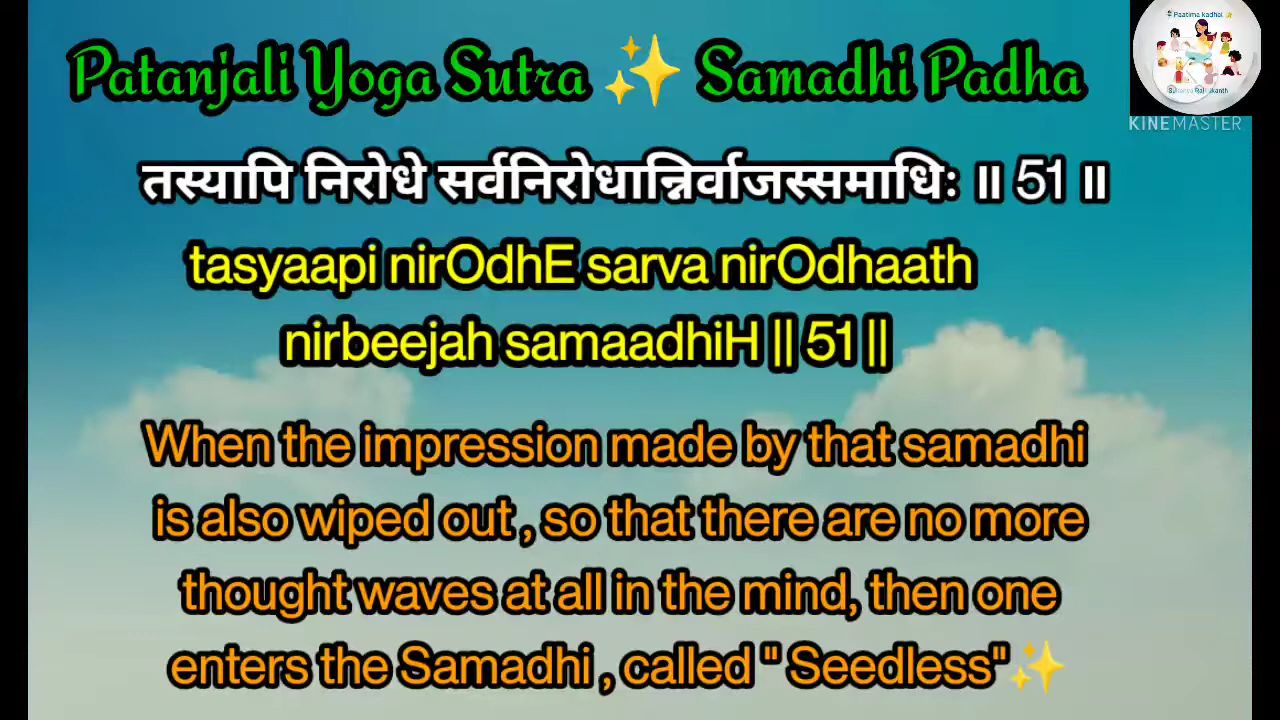 Patanjali Yoga Sutra ✨ Samadhi Padha
Paatima kadhai
KINEMASTER
तस्यापि निरोधे सर्वनिरोधान्निर्वाजस्समाधिः ॥ 51 ॥
tasyaapi nirOdhE sarva nirOdhaath
nirbeejah samaadhiH || 51 ||
When the impression made by that samadhi
is also wiped out , so that there are no more
thought waves at all in the mind, then one
enters the Samadhi , called " Seedless"✨